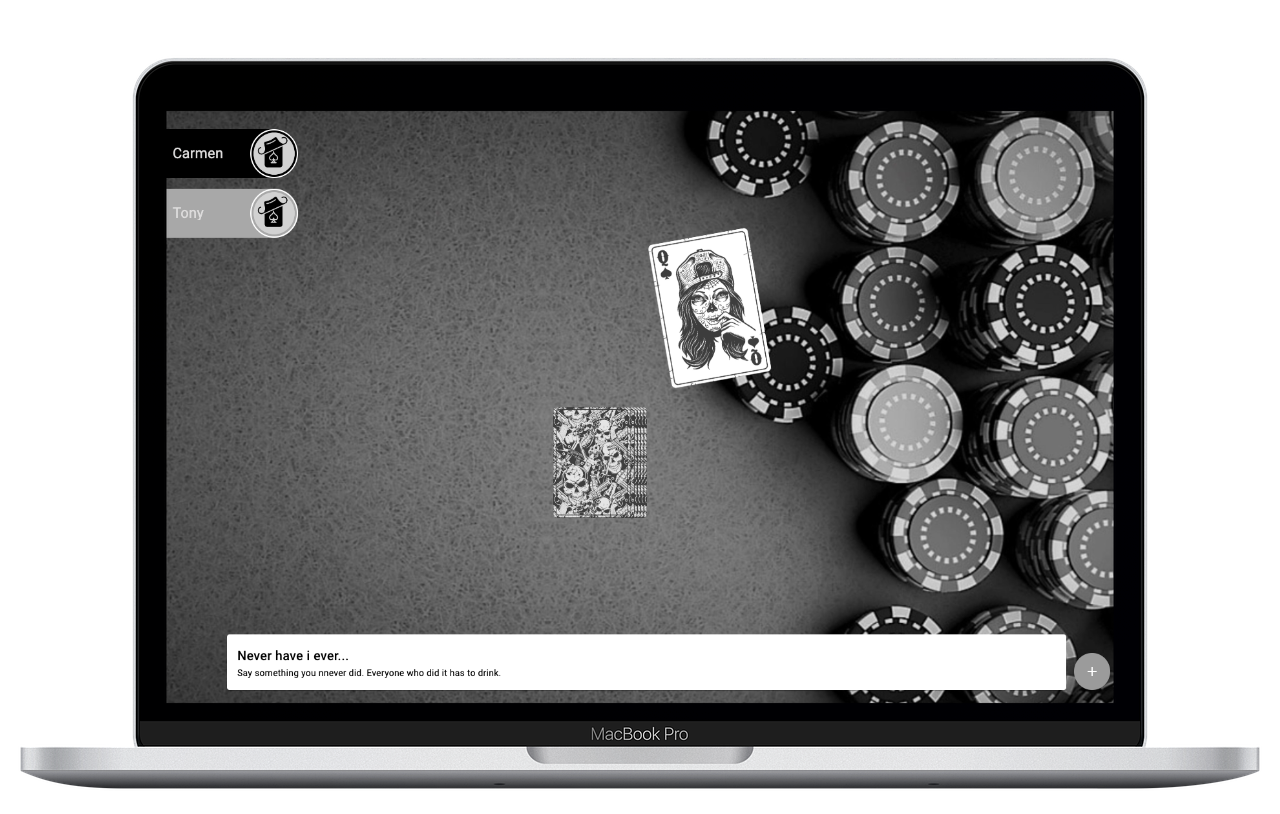 Carmen
Tony
Q
Q
Never have i ever...
Say something you nnever did. Everyone who did it has to drink.
+
MacBook Pro